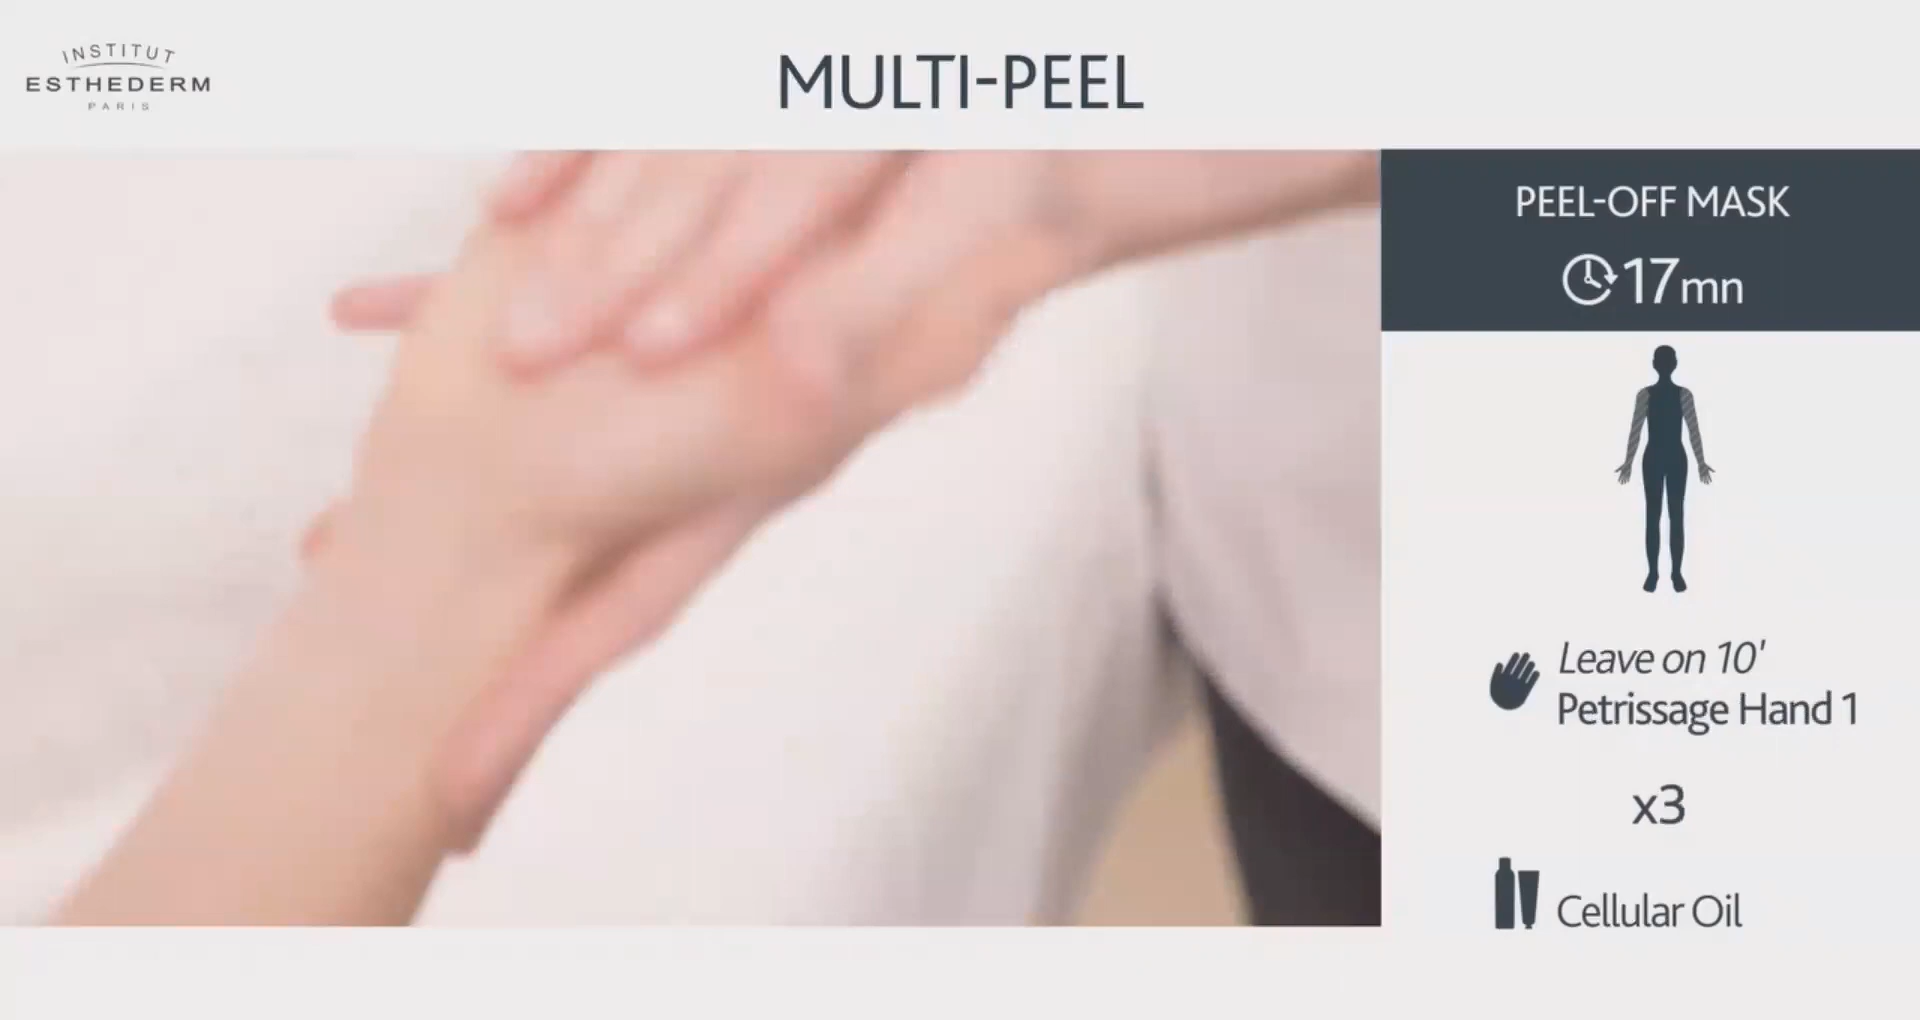 INSTITUT
ESTHEDERM
PARIS
MULTI-PEEL
PEEL-OFF MASK
17mn
Leave on 10'
Petrissage Hand 1
x3
Cellular Oil